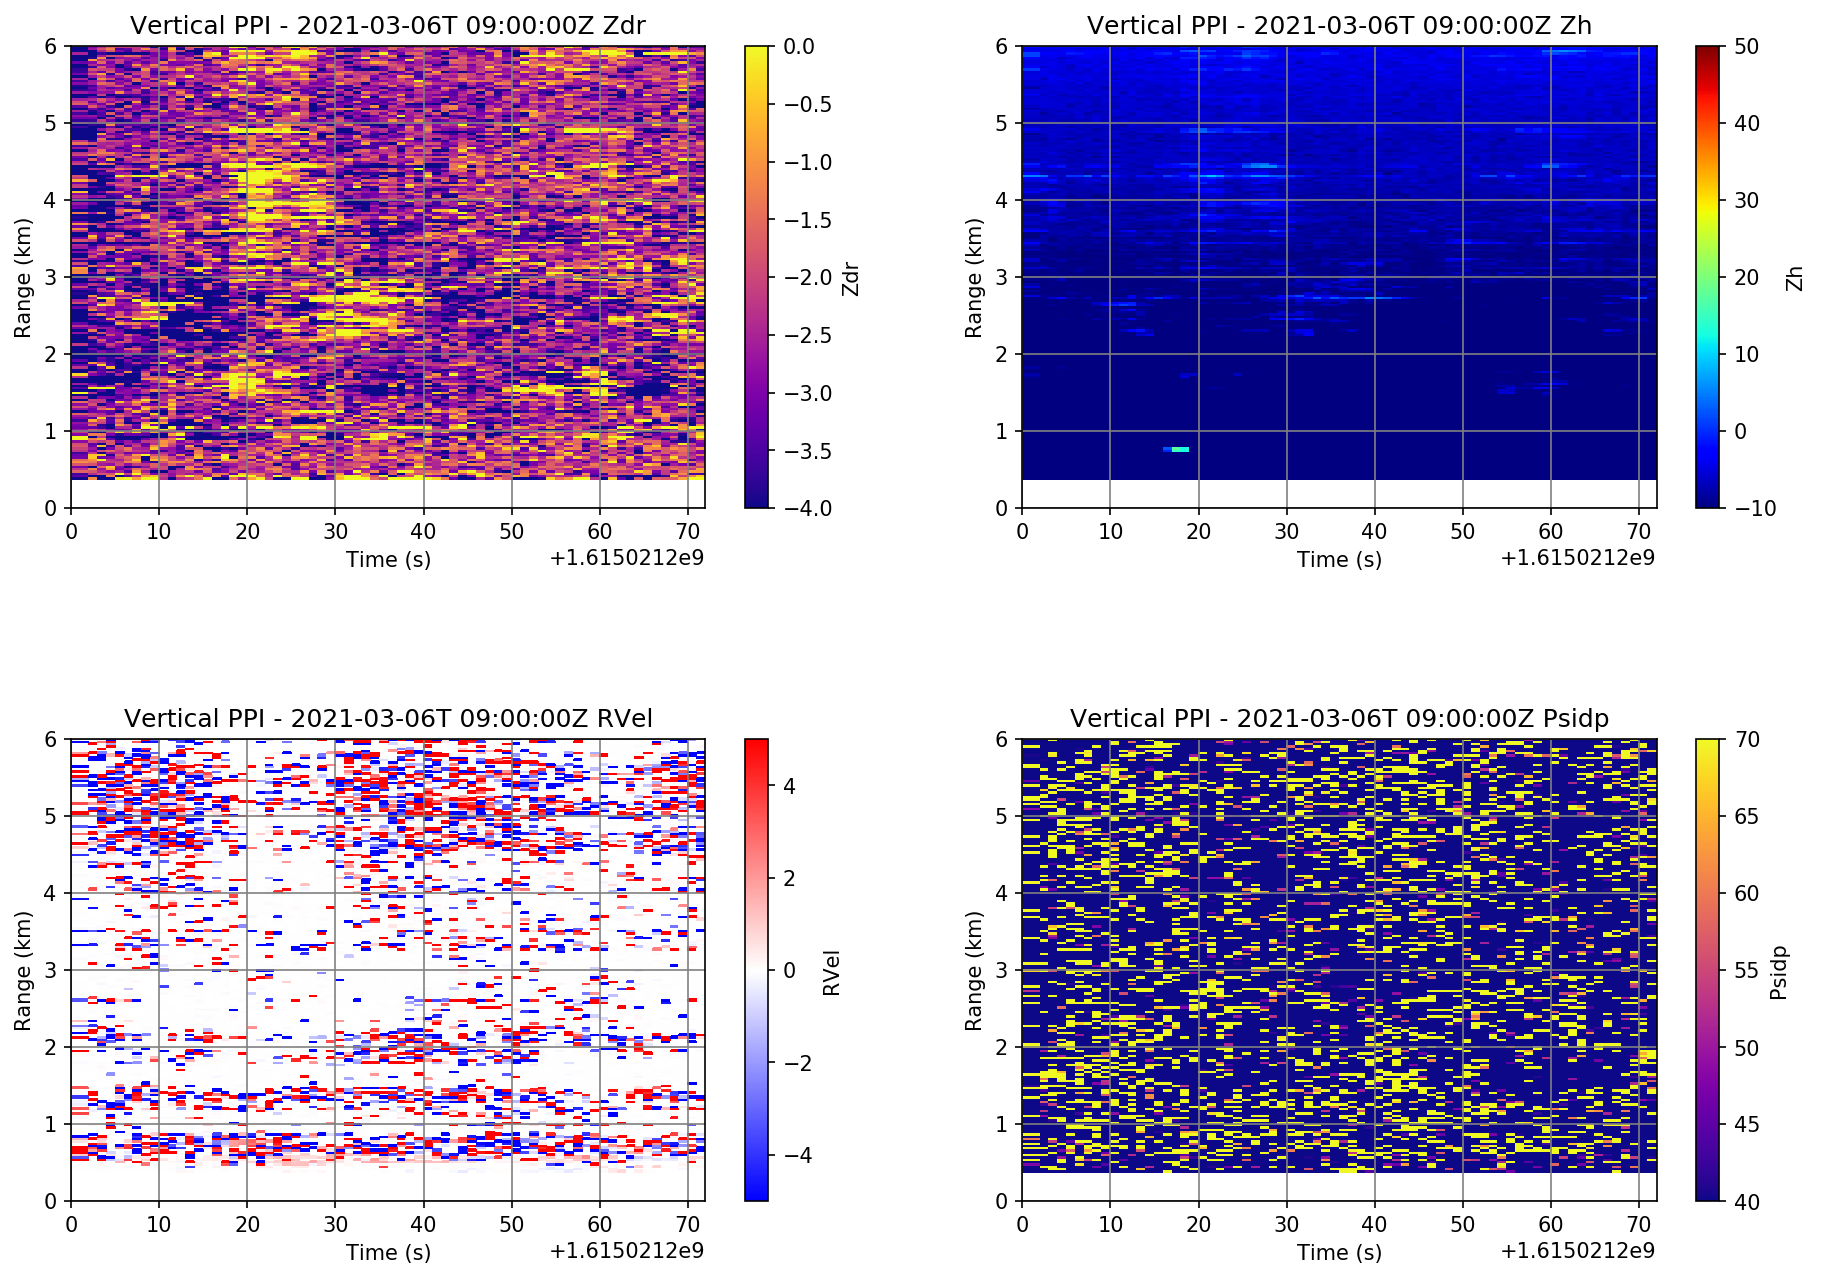 Vertical PPI - 2021-03-06T 09:00:00Z Zdr
6
5
4
3
2
1
0
Range (km)
0 10 20 30 40 50 60 70
Time (s)
+1.6150212e9
0.0
−0.5
−1.0
−1.5
−2.0
−2.5
−3.0
−3.5
−4.0
Zdr
Vertical PPI - 2021-03-06T 09:00:00Z Zh
6
5
4
3
2
1
0
Range (km)
0 10 20 30 40 50 60 70
Time (s)
+1.6150212e9
50
40
30
20
10
0
−10
Zh
Vertical PPI - 2021-03-06T 09:00:00Z RVel
6
5
4
3
2
1
0
Range (km)
0 10 20 30 40 50 60 70
Time (s)
+1.6150212e9
4
2
0
−2
−4
RVel
Vertical PPI - 2021-03-06T 09:00:00Z Psidp
6
5
4
3
2
1
0
Range (km)
0 10 20 30 40 50 60 70
Time (s)
+1.6150212e9
70
65
60
55
50
45
40
Psidp